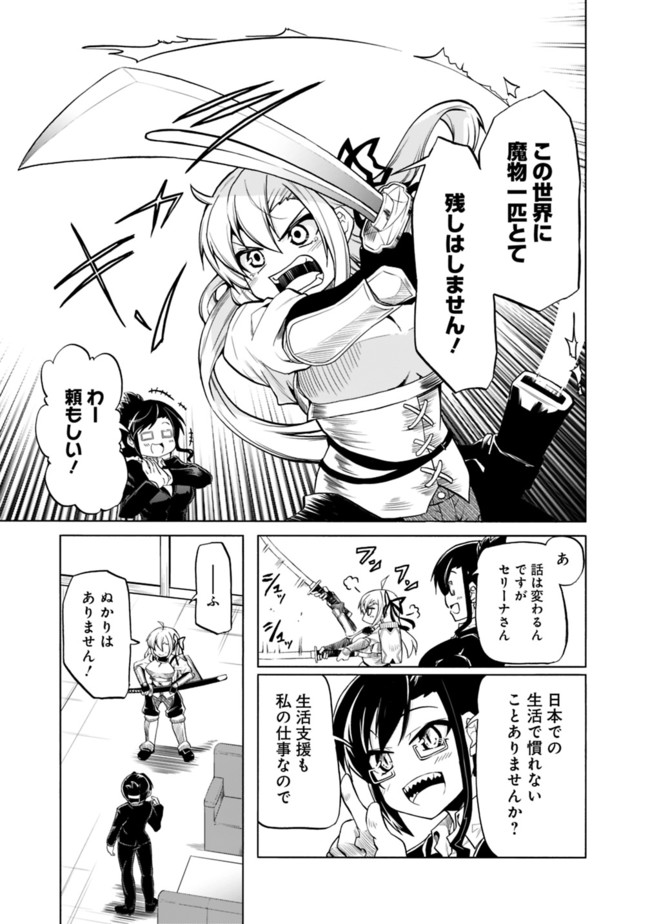 この世界に
魔物一匹とて
残しはしません!
わー
頼もしい!
あ
話は変わるん
ですが
セリーナさん
フン
フン
シュッ
シュッ
日本での
生活で慣れない
ことありませんか?
生活支援も
私の仕事なので
──ふ
ぬかりは
ありません!